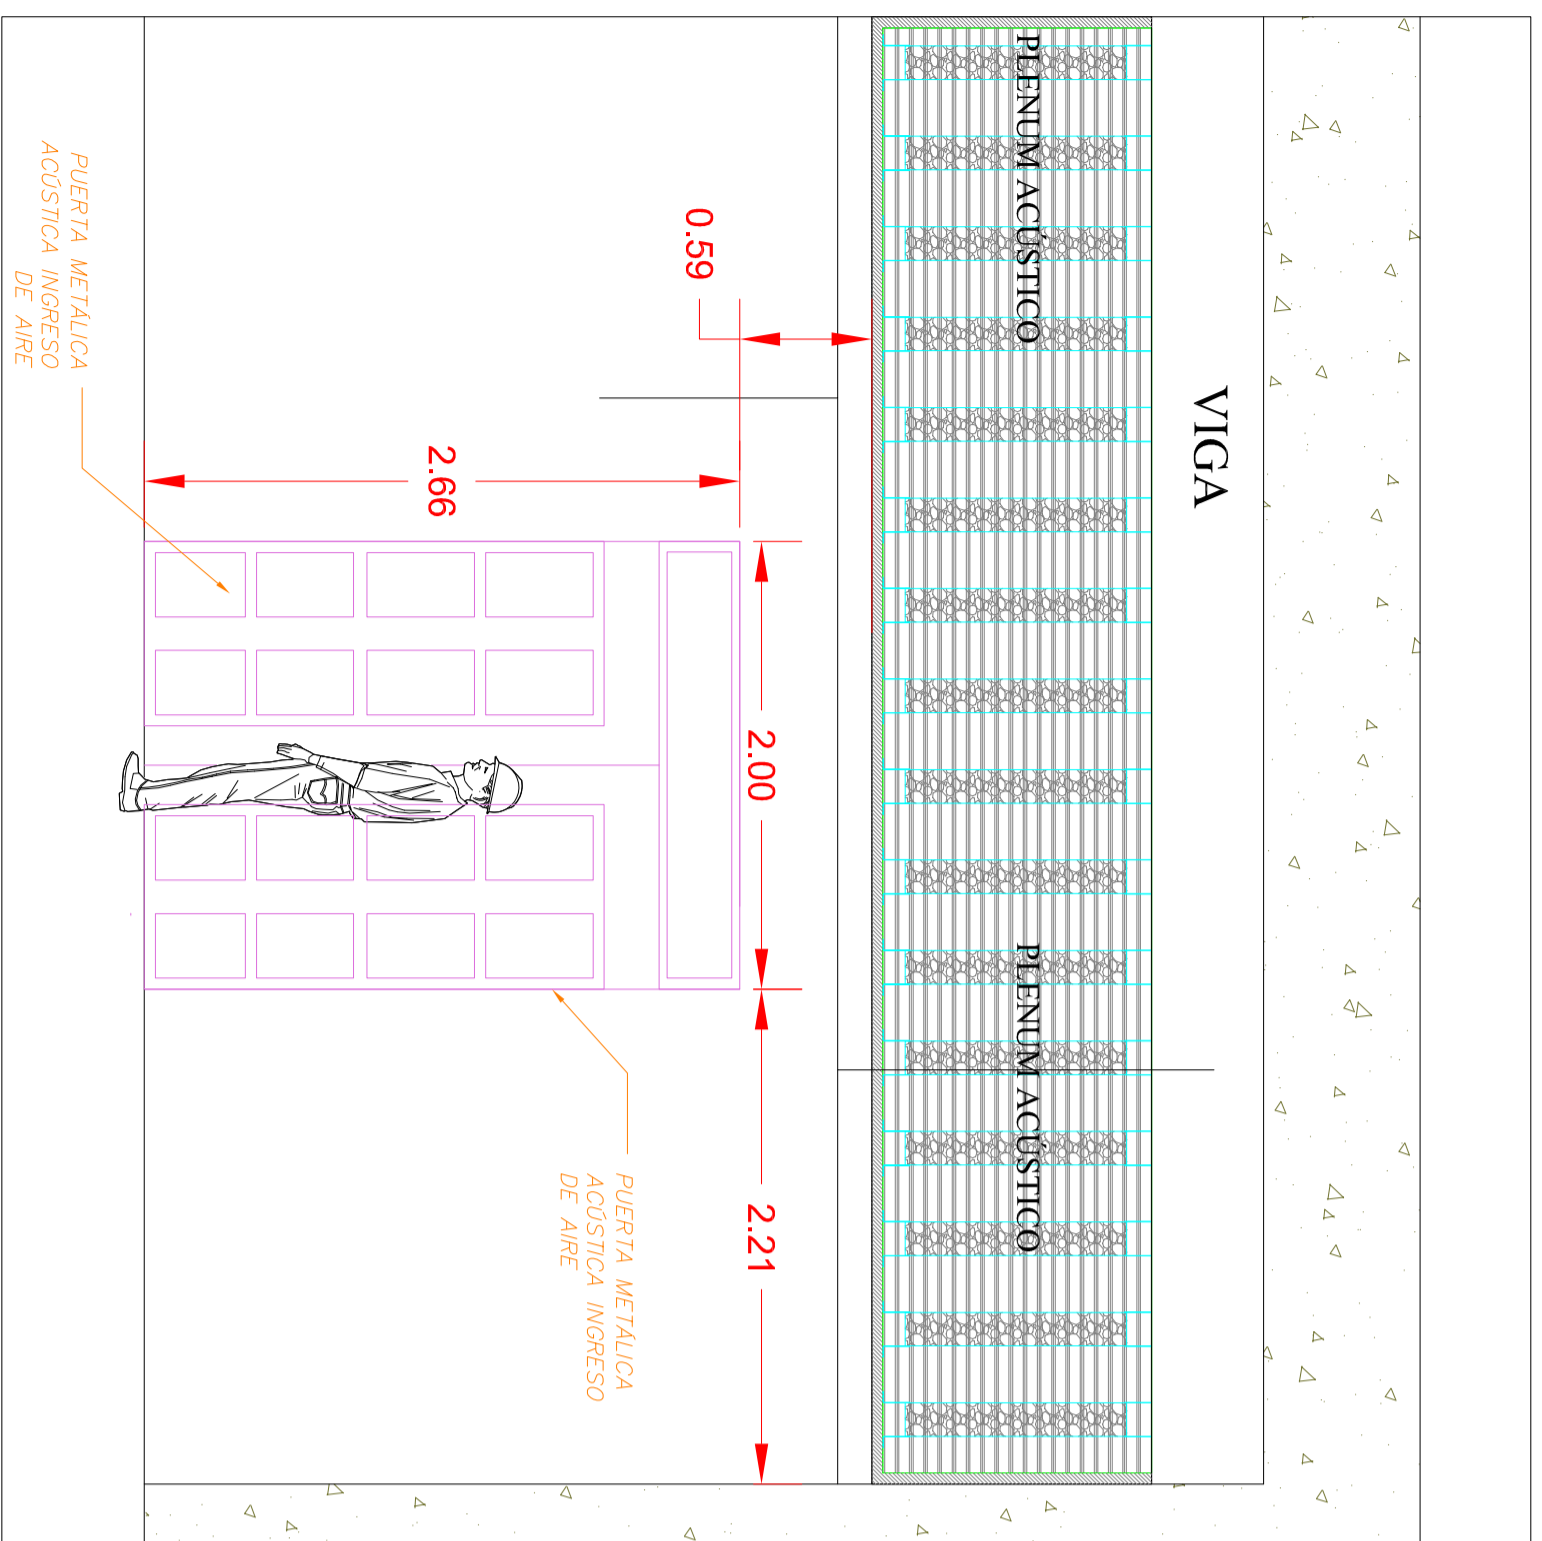 VIGA
PLENUM ACÚSTICO
PLENUM ACÚSTICO
0.59
2.00
2.21
2.66
PUERTA METÁLICA
ACÚSTICA INGRESO
DE AIRE
PUERTA METÁLICA
ACÚSTICA INGRESO
DE AIRE